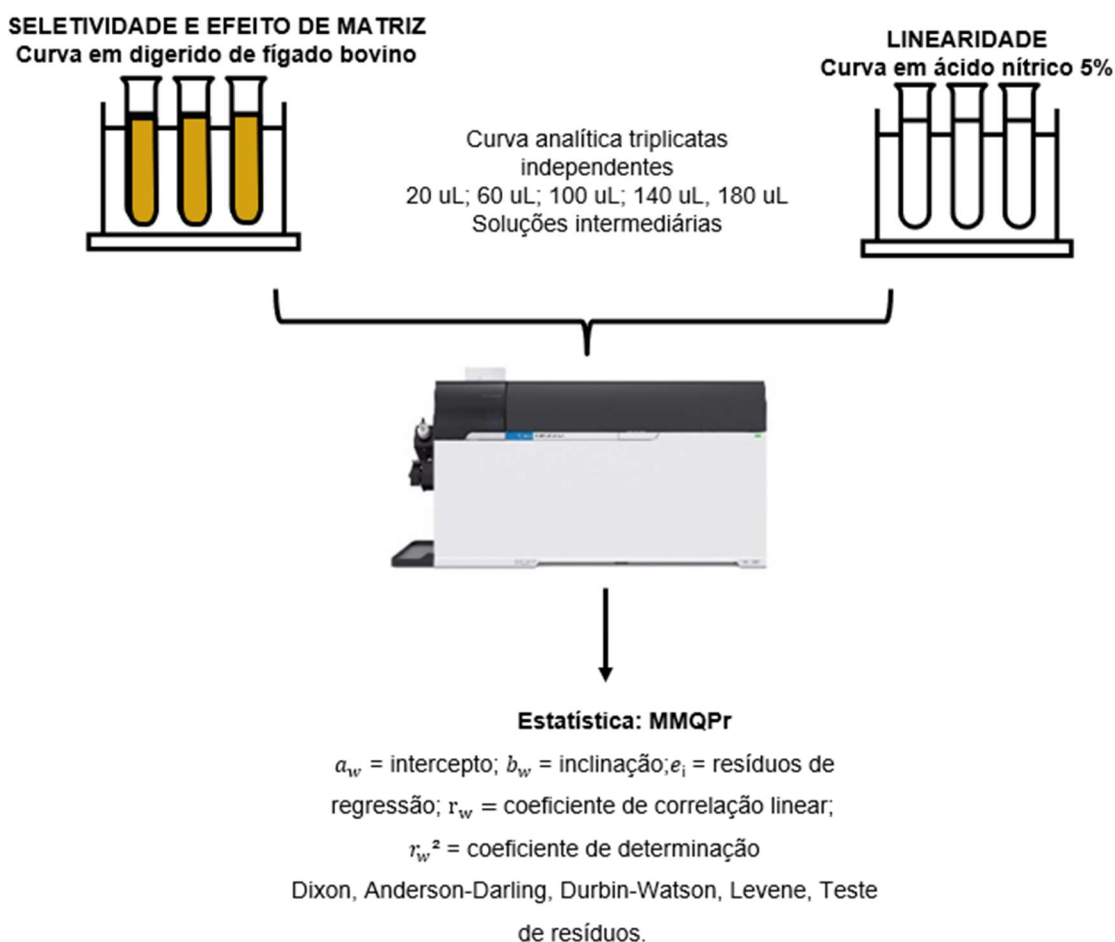 SELETIVIDADE E EFEITO DE MATRIZ
Curva em digerido de fígado bovino
LINEARIDADE
Curva em ácido nítrico 5%
Curva analítica triplicatas
independentes
20 uL; 60 uL; 100 uL; 140 uL, 180 uL
Soluções intermediárias
Estatística: MMQPr
a_w = intercepto; b_w = inclinação;e_i = resíduos de
regressão; r_w = coeficiente de correlação linear;
r_w² = coeficiente de determinação
Dixon, Anderson-Darling, Durbin-Watson, Levene, Teste
de resíduos.